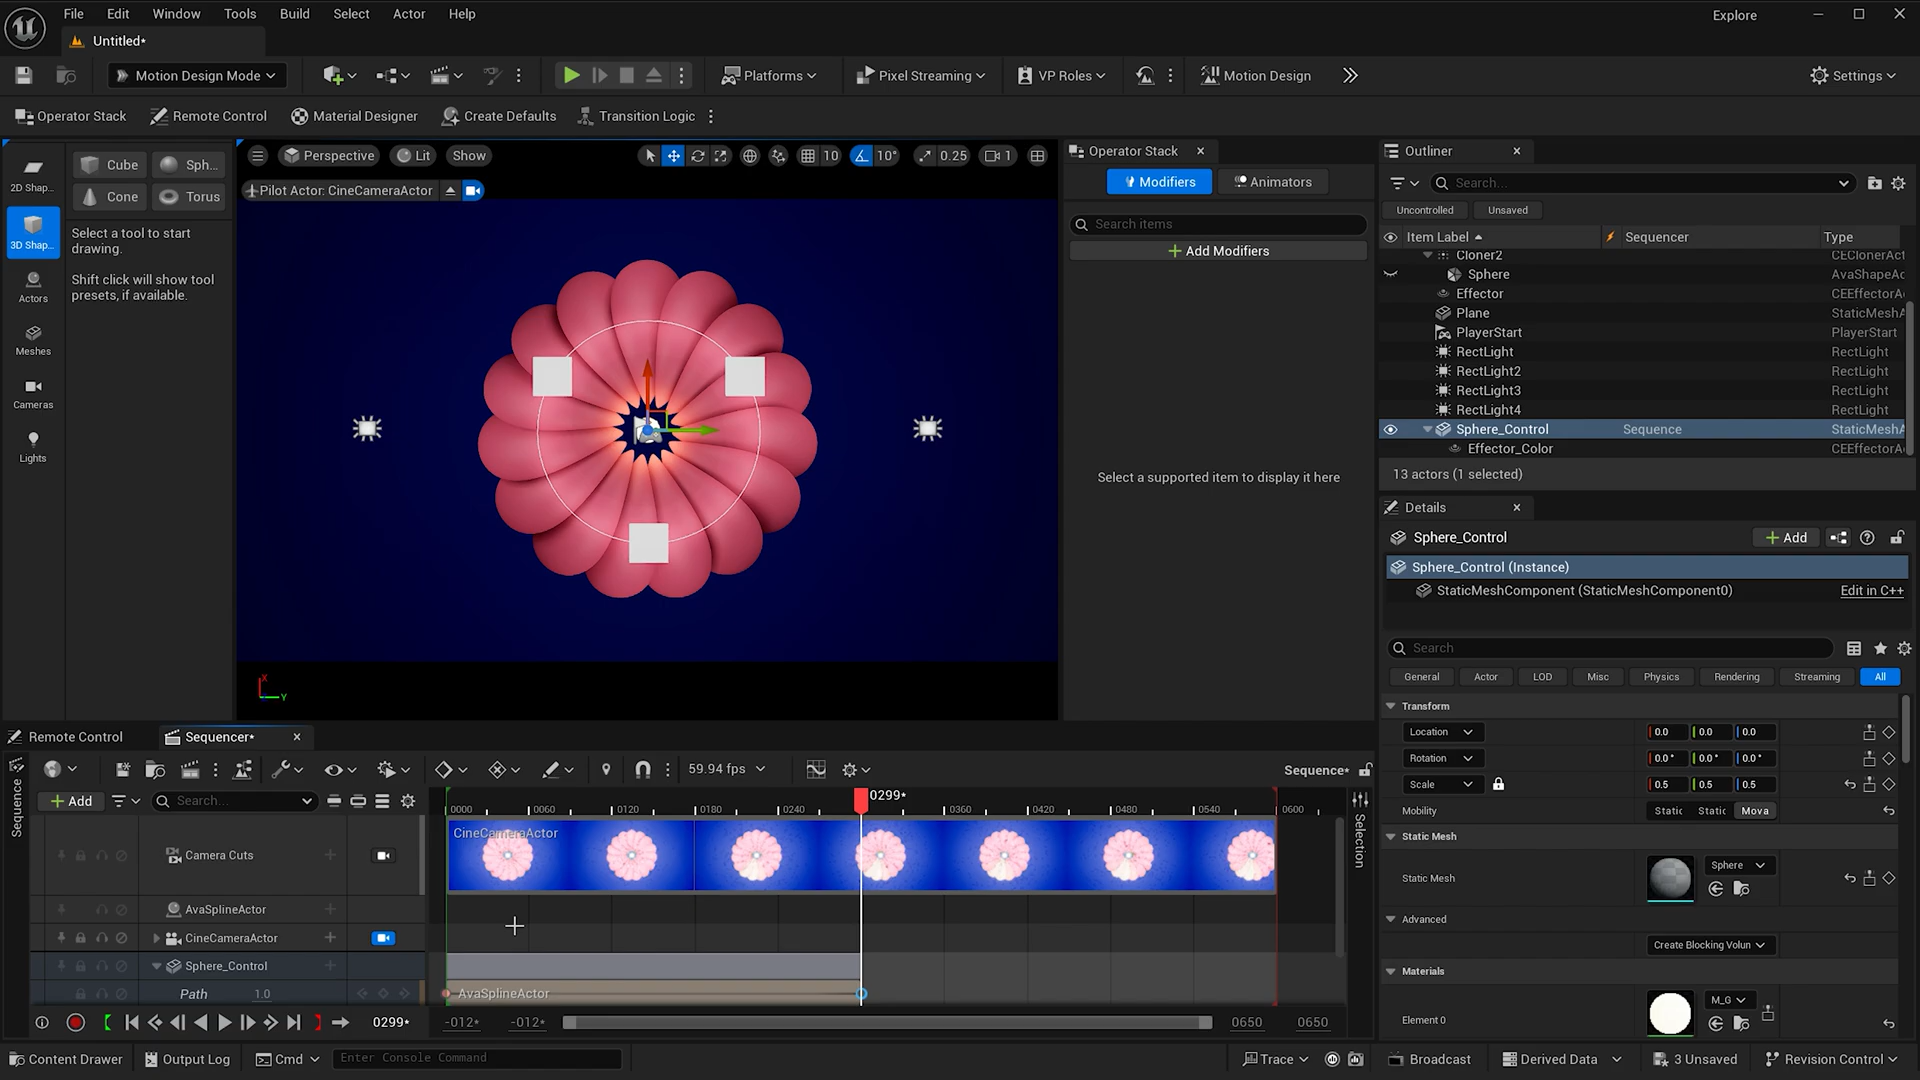 File Edit Window Tools Build Select Actor Help
Explore
Untitled*
Motion Design Mode
Platforms
Pixel Streaming
VP Roles
Motion Design
Settings
Operator Stack Remote Control Material Designer Create Defaults Transition Logic
2D Shap...
3D Shap...
Actors
Meshes
Cameras
Lights
Cube Sph...
Cone Torus
Select a tool to start
drawing.
Shift click will show tool
presets, if available.
Perspective Lit Show
10 10° 0.25 1
Pilot Actor: CineCameraActor
X
Y
Operator Stack
Modifiers Animators
Search items
Add Modifiers
Select a supported item to display it here
Outliner
Search...
Uncontrolled Unsaved
Item Label Sequencer Type
Cloner2 CEClonerAct
Sphere AvaShapeAc
Effector CEEffectorA
Plane StaticMeshA
PlayerStart PlayerStart
RectLight RectLight
RectLight2 RectLight
RectLight3 RectLight
RectLight4 RectLight
Sphere_Control Sequence StaticMeshA
Effector_Color CEEffectorA
13 actors (1 selected)
Details
Sphere_Control Add
Sphere_Control (Instance)
StaticMeshComponent (StaticMeshComponent0) Edit in C++
Search
General Actor LOD Misc Physics Rendering Streaming All
Transform
Location 0.0 0.0 0.0
Rotation 0.0° 0.0° 0.0°
Scale 0.5 0.5 0.5
Mobility Static Static Mova
Static Mesh
Static Mesh Sphere
Advanced
Create Blocking Volun
Materials
Element 0 M_G
Remote Control Sequencer*
59.94 fps
Sequence*
Sequence
Add Search...
0299*
0000 0060 0120 0180 0240 0360 0420 0480 0540 0600
Selection
Camera Cuts
CineCameraActor
AvaSplineActor
CineCameraActor
Sphere_Control
Path 1.0
AvaSplineActor
0299*
-012* -012* 0650 0650
Content Drawer Output Log Cmd Enter Console Command
Trace Broadcast Derived Data 3 Unsaved Revision Control